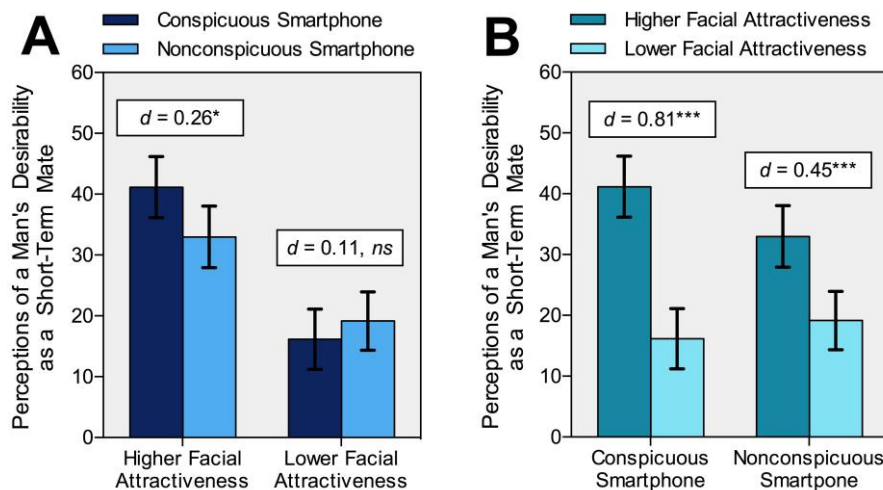 A
Conspicuous Smartphone
Nonconspicuous Smartphone
Perceptions of a Man's Desirability
as a Short-Term Mate
60
50
40
30
20
10
0
d = 0.26*
d = 0.11, ns
Higher Facial
Attractiveness
Lower Facial
Attractiveness
B
Higher Facial Attractiveness
Lower Facial Attractiveness
Perceptions of a Man's Desirability
as a Short-Term Mate
60
50
40
30
20
10
0
d = 0.81***
d = 0.45***
Conspicuous
Smartphone
Nonconspicuous
Smartpone